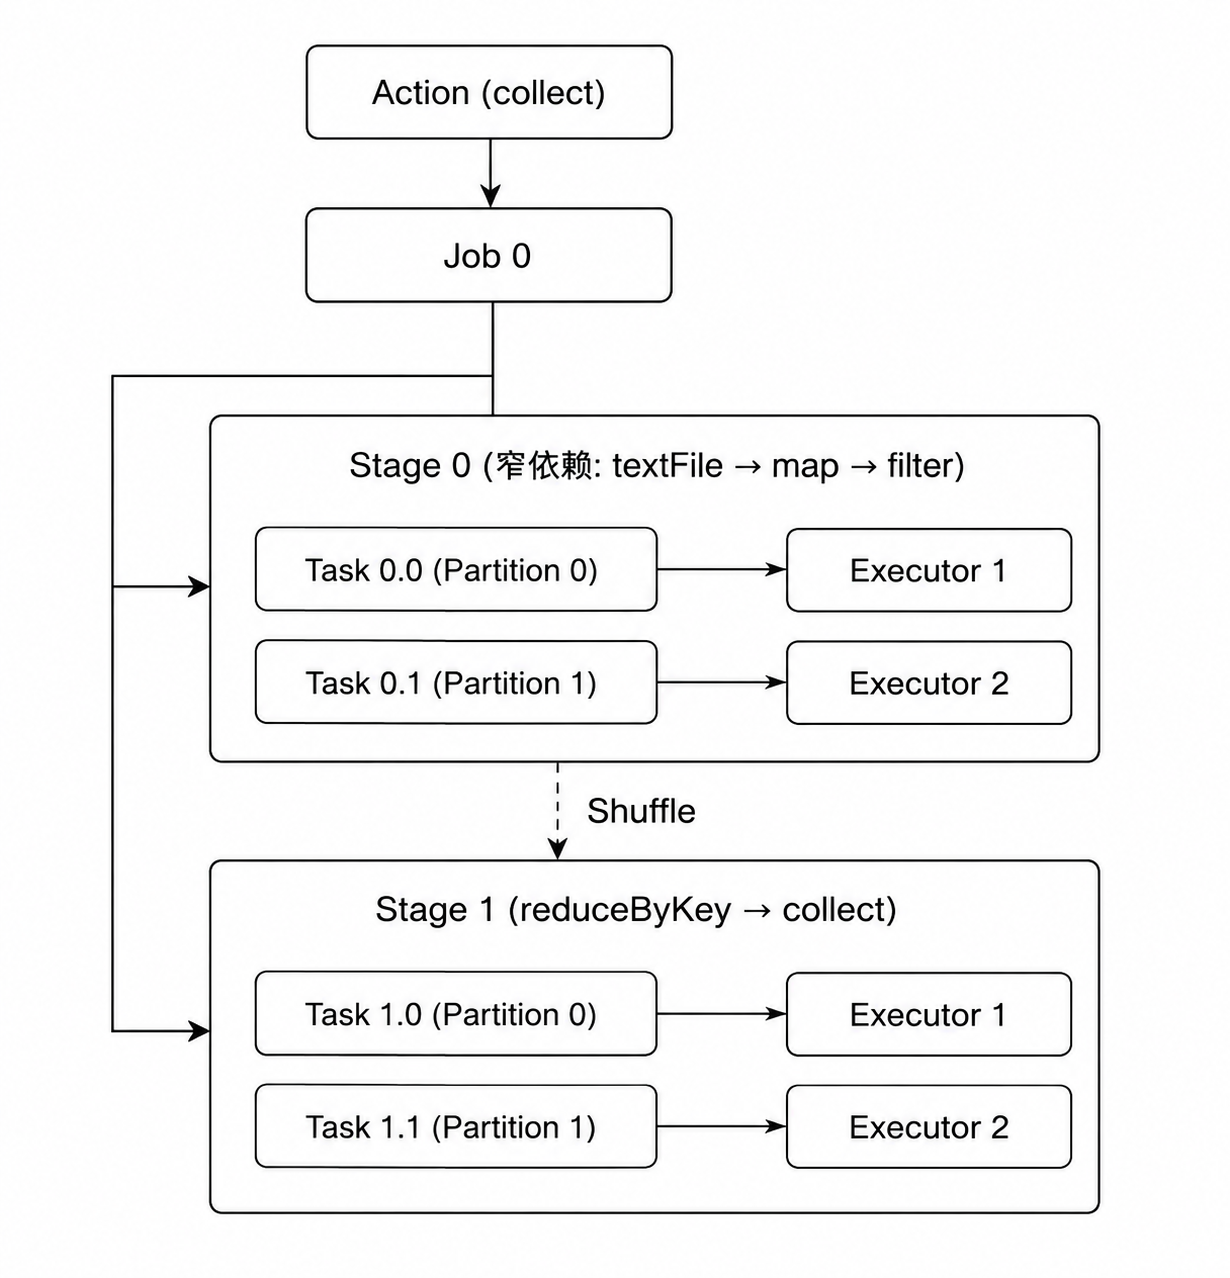 Action (collect)
Job 0
Stage 0 (窄依赖: textFile → map → filter)
Task 0.0 (Partition 0)
Executor 1
Task 0.1 (Partition 1)
Executor 2
Shuffle
Stage 1 (reduceByKey → collect)
Task 1.0 (Partition 0)
Executor 1
Task 1.1 (Partition 1)
Executor 2